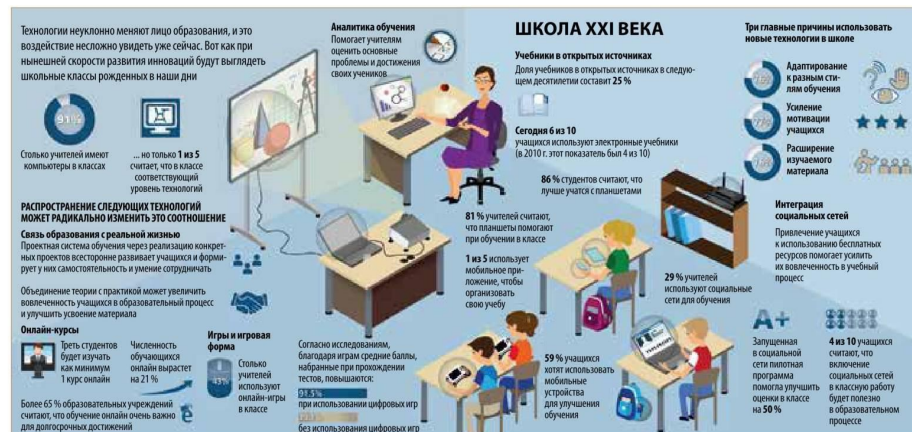 Технологии неуклонно меняют лицо образования, и это
воздействие несложно увидеть уже сейчас. Вот как при
нынешней скорости развития инноваций будут выглядеть
школьные классы рожденных в наши дни
91%
Столько учителей имеют
компьютеры в классах
... но только 1 из 5
считает, что в классе
соответствующий
уровень технологий
РАСПРОСТРАНЕНИЕ СЛЕДУЮЩИХ ТЕХНОЛОГИЙ
МОЖЕТ РАДИКАЛЬНО ИЗМЕНИТЬ ЭТО СООТНОШЕНИЕ
Связь образования с реальной жизнью
Проектная система обучения через реализацию конкрет-
ных проектов всесторонне развивает учащихся и форми-
рует у них самостоятельность и умение сотрудничать
Объединение теории с практикой может увеличить
вовлеченность учащихся в образовательный процесс
и улучшить усвоение материала
Онлайн-курсы
Треть студентов
будет изучать
как минимум
1 курс онлайн
Численность
обучающихся
онлайн вырастет
на 21 %
Более 65 % образовательных учреждений
считают, что обучение онлайн очень важно
для долгосрочных достижений
Игры и игровая
форма
43%
Столько
учителей
используют
онлайн-игры
в классе
Аналитика обучения
Помогает учителям
оценить основные
проблемы и достижения
своих учеников
Согласно исследованиям,
благодаря играм средние баллы,
набранные при прохождении
тестов, повышаются:
91.5%
при использовании цифровых игр
без использования цифровых игр
ШКОЛА XXI ВЕКА
Учебники в открытых источниках
Доля учебников в открытых источниках в следую-
щем десятилетии составит 25 %
Сегодня 6 из 10
учащихся используют электронные учебники
(в 2010 г. этот показатель был 4 из 10)
86 % студентов считают, что
лучше учатся с планшетами
81 % учителей считают,
что планшеты помогают
при обучении в классе
1 из 5 использует
мобильное при-
ложение, чтобы
организовать
свою учебу
29 % учителей
используют социальные
сети для обучения
59 % учащихся
хотят использовать
мобильные
устройства
для улучшения
обучения
Три главные причины использовать
новые технологии в школе
Адаптирование
к разным сти-
лям обучения
Усиление
мотивации
учащихся
Расширение
изучаемого
материала
Интеграция
социальных сетей
Привлечение учащихся
к использованию бесплатных
ресурсов помогает усилить
их вовлеченность в учебный
процесс
A+
Запущенная
в социальной
сети пилотная
программа
помогла улучшить
оценки в классе
на 50 %
4 из 10 учащихся
считают, что
включение
социальных сетей
в классную работу
будет полезно
в образовательном
процессе